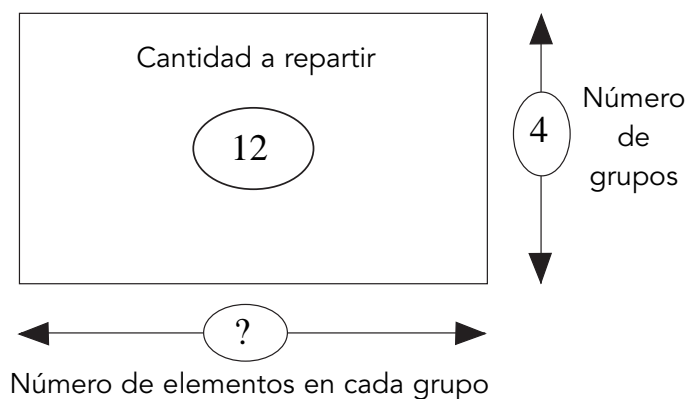 Cantidad a repartir
12
4
Número
de
grupos
?
Número de elementos en cada grupo